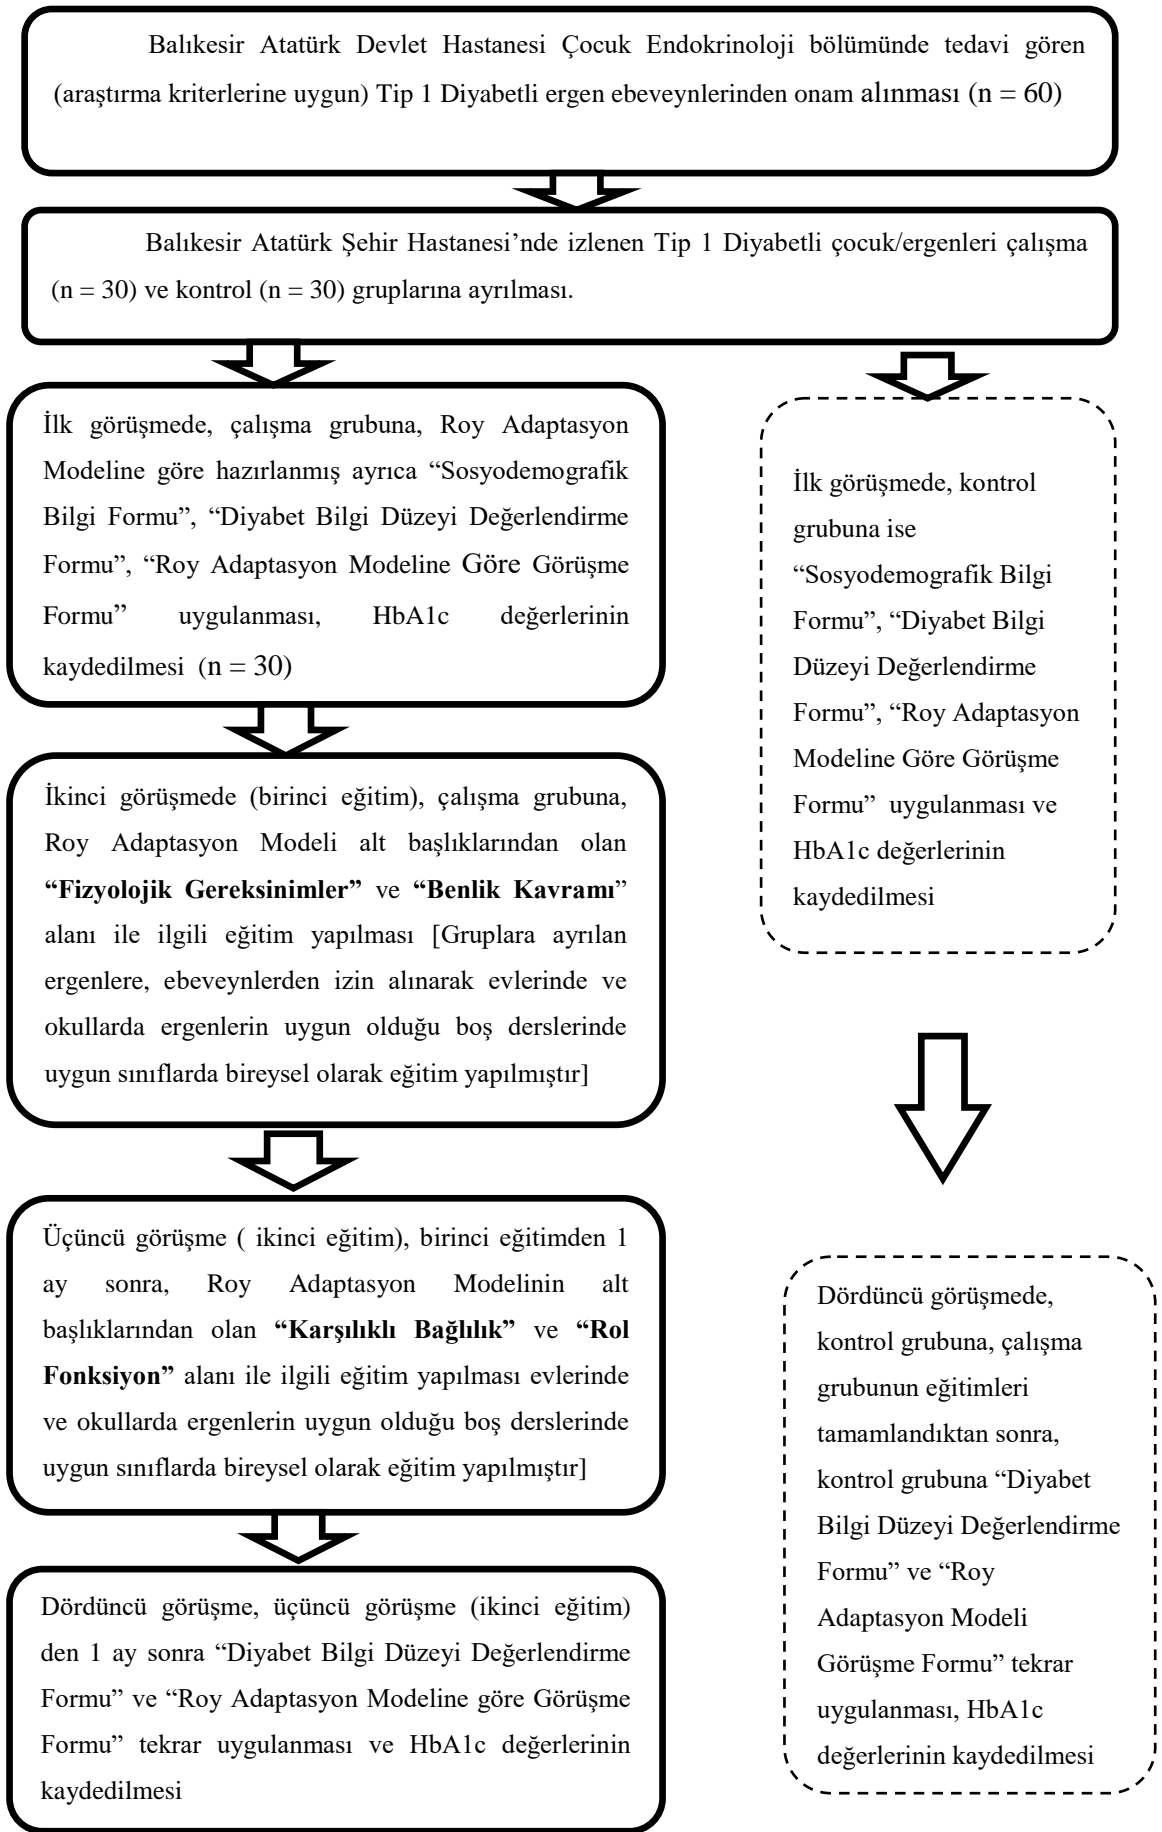 Balıkesir Atatürk Devlet Hastanesi Çocuk Endokrinoloji bölümünde tedavi gören
(araştırma kriterlerine uygun) Tip 1 Diyabetli ergen ebeveynlerinden onam alınması (n = 60)
Balıkesir Atatürk Şehir Hastanesi’nde izlenen Tip 1 Diyabetli çocuk/ergenleri çalışma
(n = 30) ve kontrol (n = 30) gruplarına ayrılması.
İlk görüşmede, çalışma grubuna, Roy Adaptasyon
Modeline göre hazırlanmış ayrıca “Sosyodemografik
Bilgi Formu”, “Diyabet Bilgi Düzeyi Değerlendirme
Formu”, “Roy Adaptasyon Modeline Göre Görüşme
Formu” uygulanması, HbA1c değerlerinin
kaydedilmesi (n = 30)
İkinci görüşmede (birinci eğitim), çalışma grubuna,
Roy Adaptasyon Modeli alt başlıklarından olan
“Fizyolojik Gereksinimler” ve “Benlik Kavramı”
alanı ile ilgili eğitim yapılması [Gruplara ayrılan
ergenlere, ebeveynlerden izin alınarak evlerinde ve
okullarda ergenlerin uygun olduğu boş derslerinde
uygun sınıflarda bireysel olarak eğitim yapılmıştır]
Üçüncü görüşme ( ikinci eğitim), birinci eğitimden 1
ay sonra, Roy Adaptasyon Modelinin alt
başlıklarından olan “Karşılıklı Bağlılık” ve “Rol
Fonksiyon” alanı ile ilgili eğitim yapılması evlerinde
ve okullarda ergenlerin uygun olduğu boş derslerinde
uygun sınıflarda bireysel olarak eğitim yapılmıştır]
Dördüncü görüşme, üçüncü görüşme (ikinci eğitim)
den 1 ay sonra “Diyabet Bilgi Düzeyi Değerlendirme
Formu” ve “Roy Adaptasyon Modeline göre Görüşme
Formu” tekrar uygulanması ve HbA1c değerlerinin
kaydedilmesi
İlk görüşmede, kontrol
grubuna ise
“Sosyodemografik Bilgi
Formu”, “Diyabet Bilgi
Düzeyi Değerlendirme
Formu”, “Roy Adaptasyon
Modeline Göre Görüşme
Formu” uygulanması ve
HbA1c değerlerinin
kaydedilmesi
Dördüncü görüşmede,
kontrol grubuna, çalışma
grubunun eğitimleri
tamamlandıktan sonra,
kontrol grubuna “Diyabet
Bilgi Düzeyi Değerlendirme
Formu” ve “Roy
Adaptasyon Modeli
Görüşme Formu” tekrar
uygulanması, HbA1c
değerlerinin kaydedilmesi